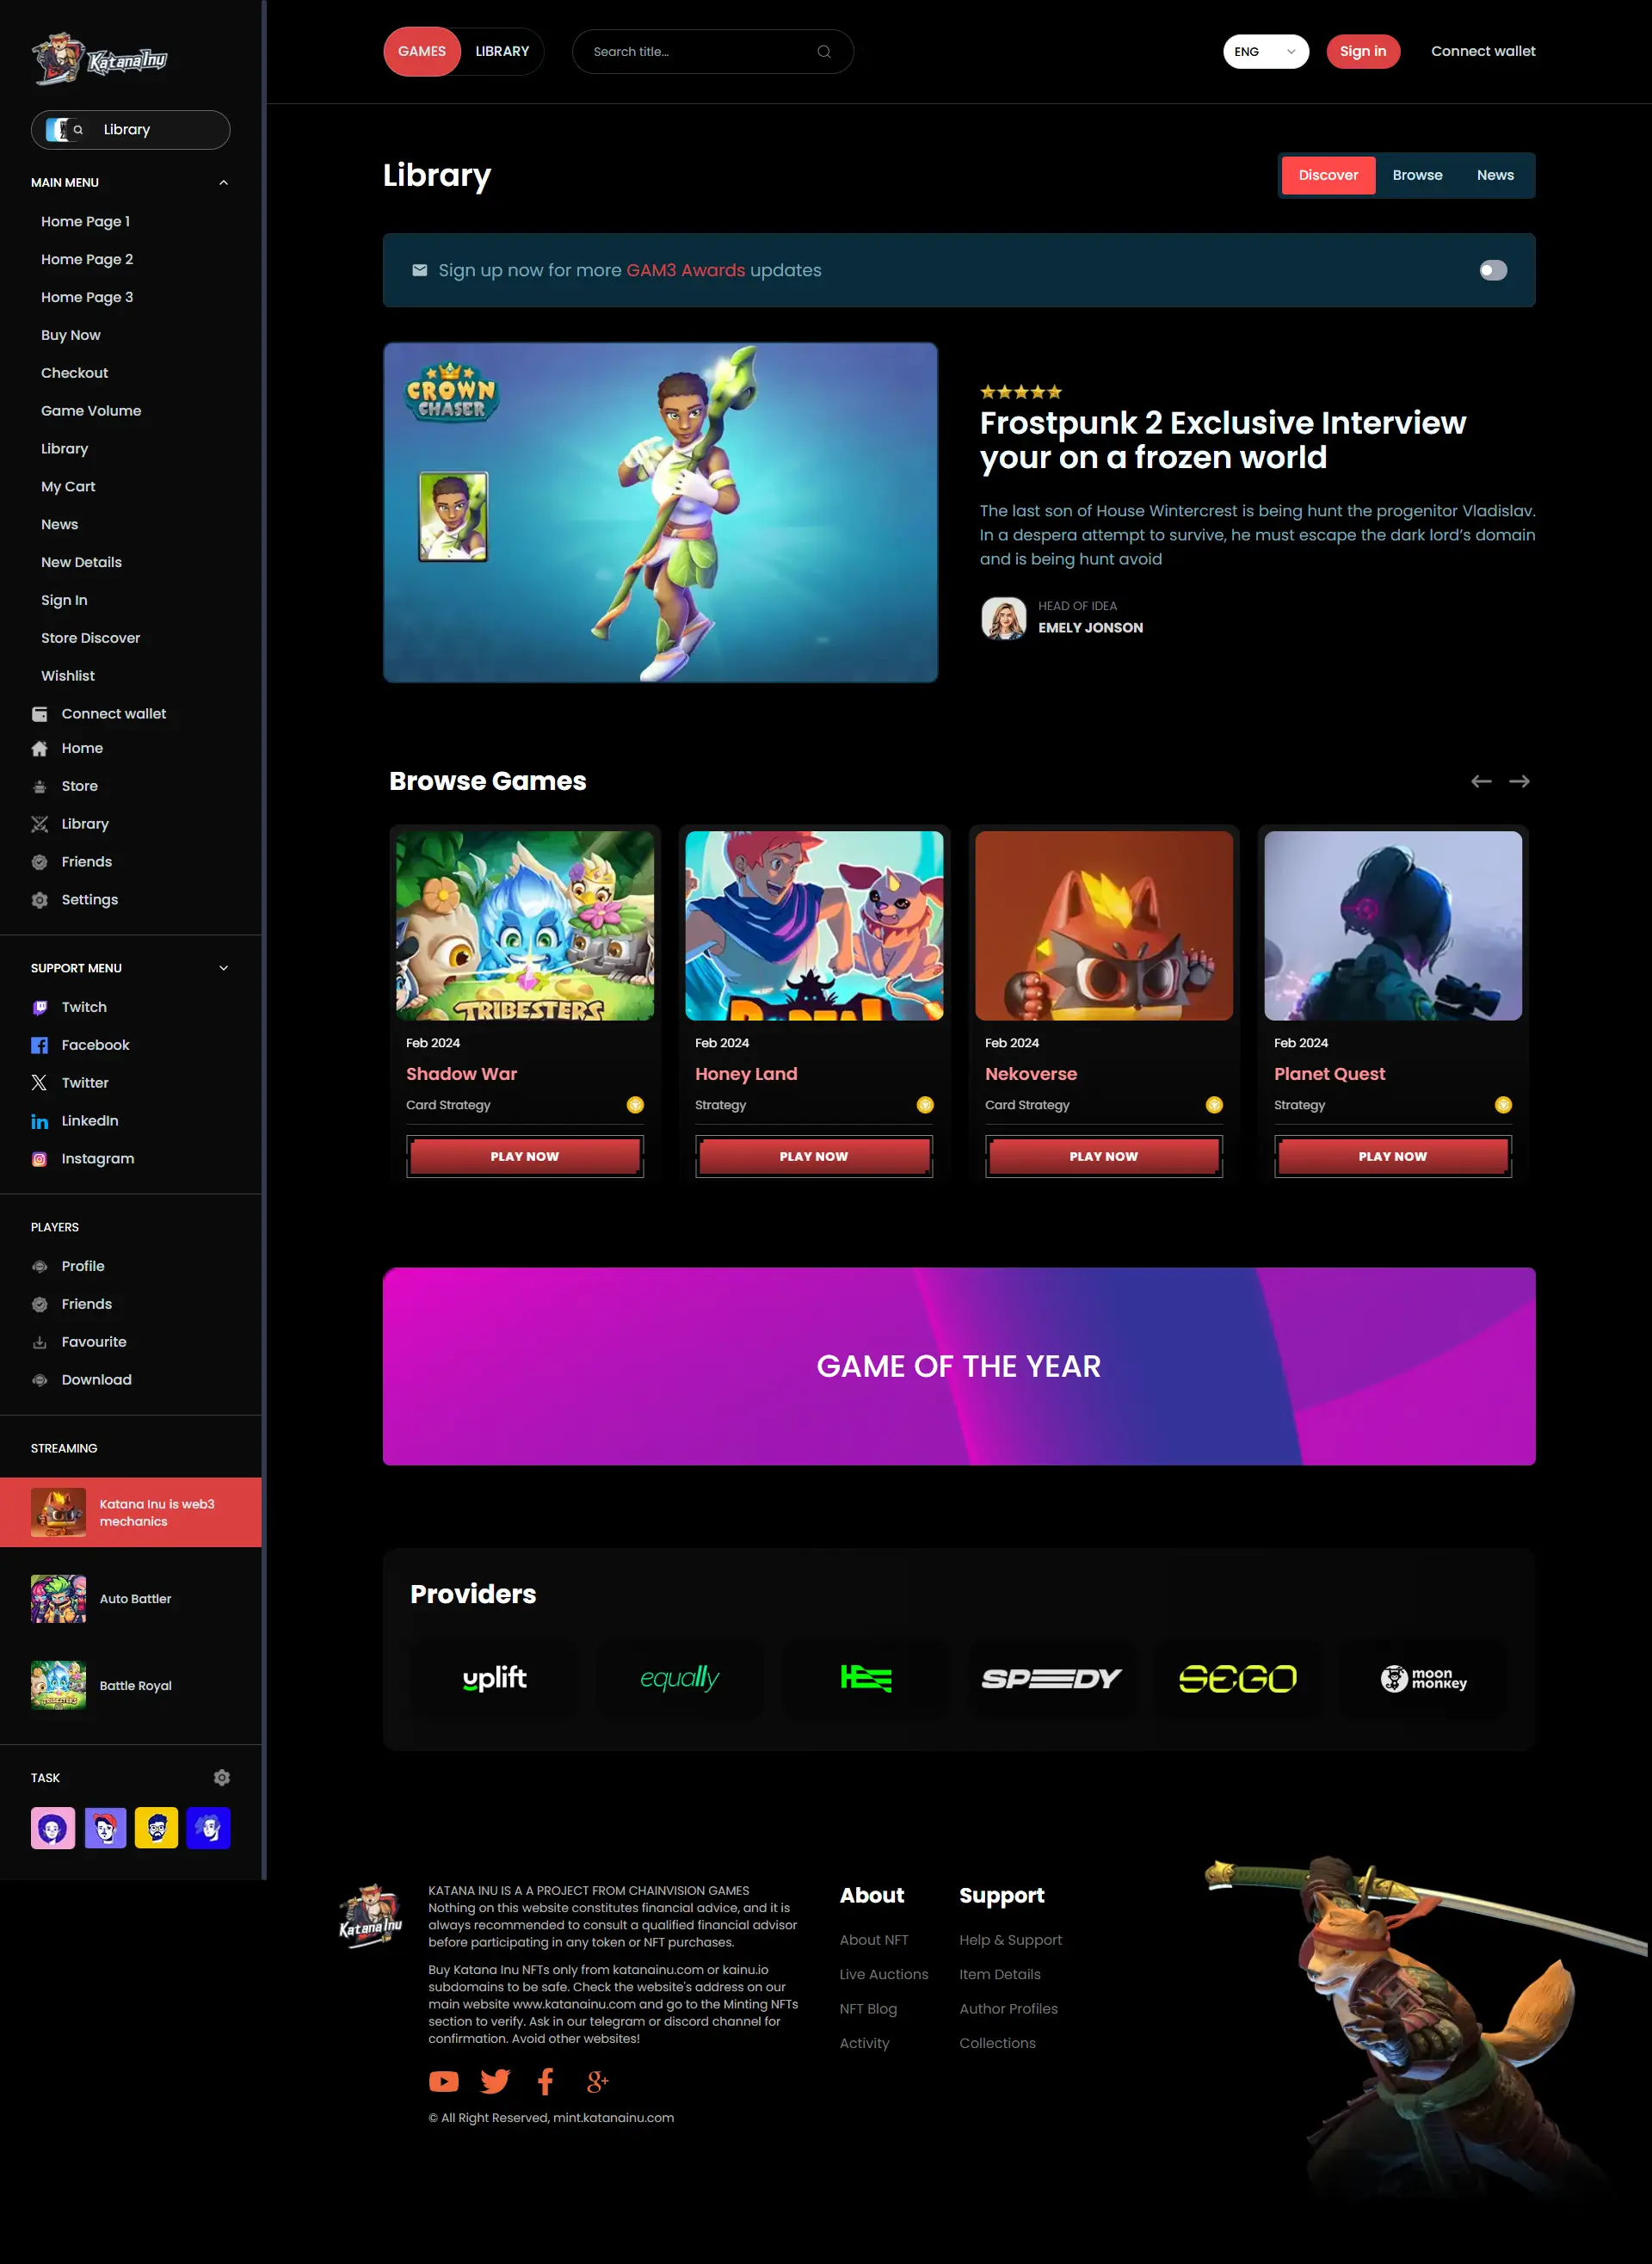 KatanaInu
Library
MAIN MENU
Home Page 1
Home Page 2
Home Page 3
Buy Now
Checkout
Game Volume
Library
My Cart
News
New Details
Sign In
Store Discover
Wishlist
Connect wallet
Home
Store
Library
Friends
Settings
SUPPORT MENU
Twitch
Facebook
Twitter
LinkedIn
Instagram
PLAYERS
Profile
Friends
Favourite
Download
STREAMING
Katana Inu is web3
mechanics
Auto Battler
Battle Royal
TASK
GAMES
LIBRARY
Search title...
ENG
Sign in
Connect wallet
Library
Discover
Browse
News
Sign up now for more GAM3 Awards updates
CROWN
CHASER
Frostpunk 2 Exclusive Interview
your on a frozen world
The last son of House Wintercrest is being hunt the progenitor Vladislav.
In a despera attempt to survive, he must escape the dark lord’s domain
and is being hunt avoid
HEAD OF IDEA
EMELY JONSON
Browse Games
TRIBESTERS
Feb 2024
Shadow War
Card Strategy
PLAY NOW
Feb 2024
Honey Land
Strategy
PLAY NOW
Feb 2024
Nekoverse
Card Strategy
PLAY NOW
Feb 2024
Planet Quest
Strategy
PLAY NOW
GAME OF THE YEAR
Providers
uplift
equally
SPEEDY
SEGO
moon
monkey
KatanaInu
KATANA INU IS A A PROJECT FROM CHAINVISION GAMES
Nothing on this website constitutes financial advice, and it is
always recommended to consult a qualified financial advisor
before participating in any token or NFT purchases.
Buy Katana Inu NFTs only from katanainu.com or kainu.io
subdomains to be safe. Check the website's address on our
main website www.katanainu.com and go to the Minting NFTs
section to verify. Ask in our telegram or discord channel for
confirmation. Avoid other websites!
© All Right Reserved, mint.katanainu.com
About
About NFT
Live Auctions
NFT Blog
Activity
Support
Help & Support
Item Details
Author Profiles
Collections